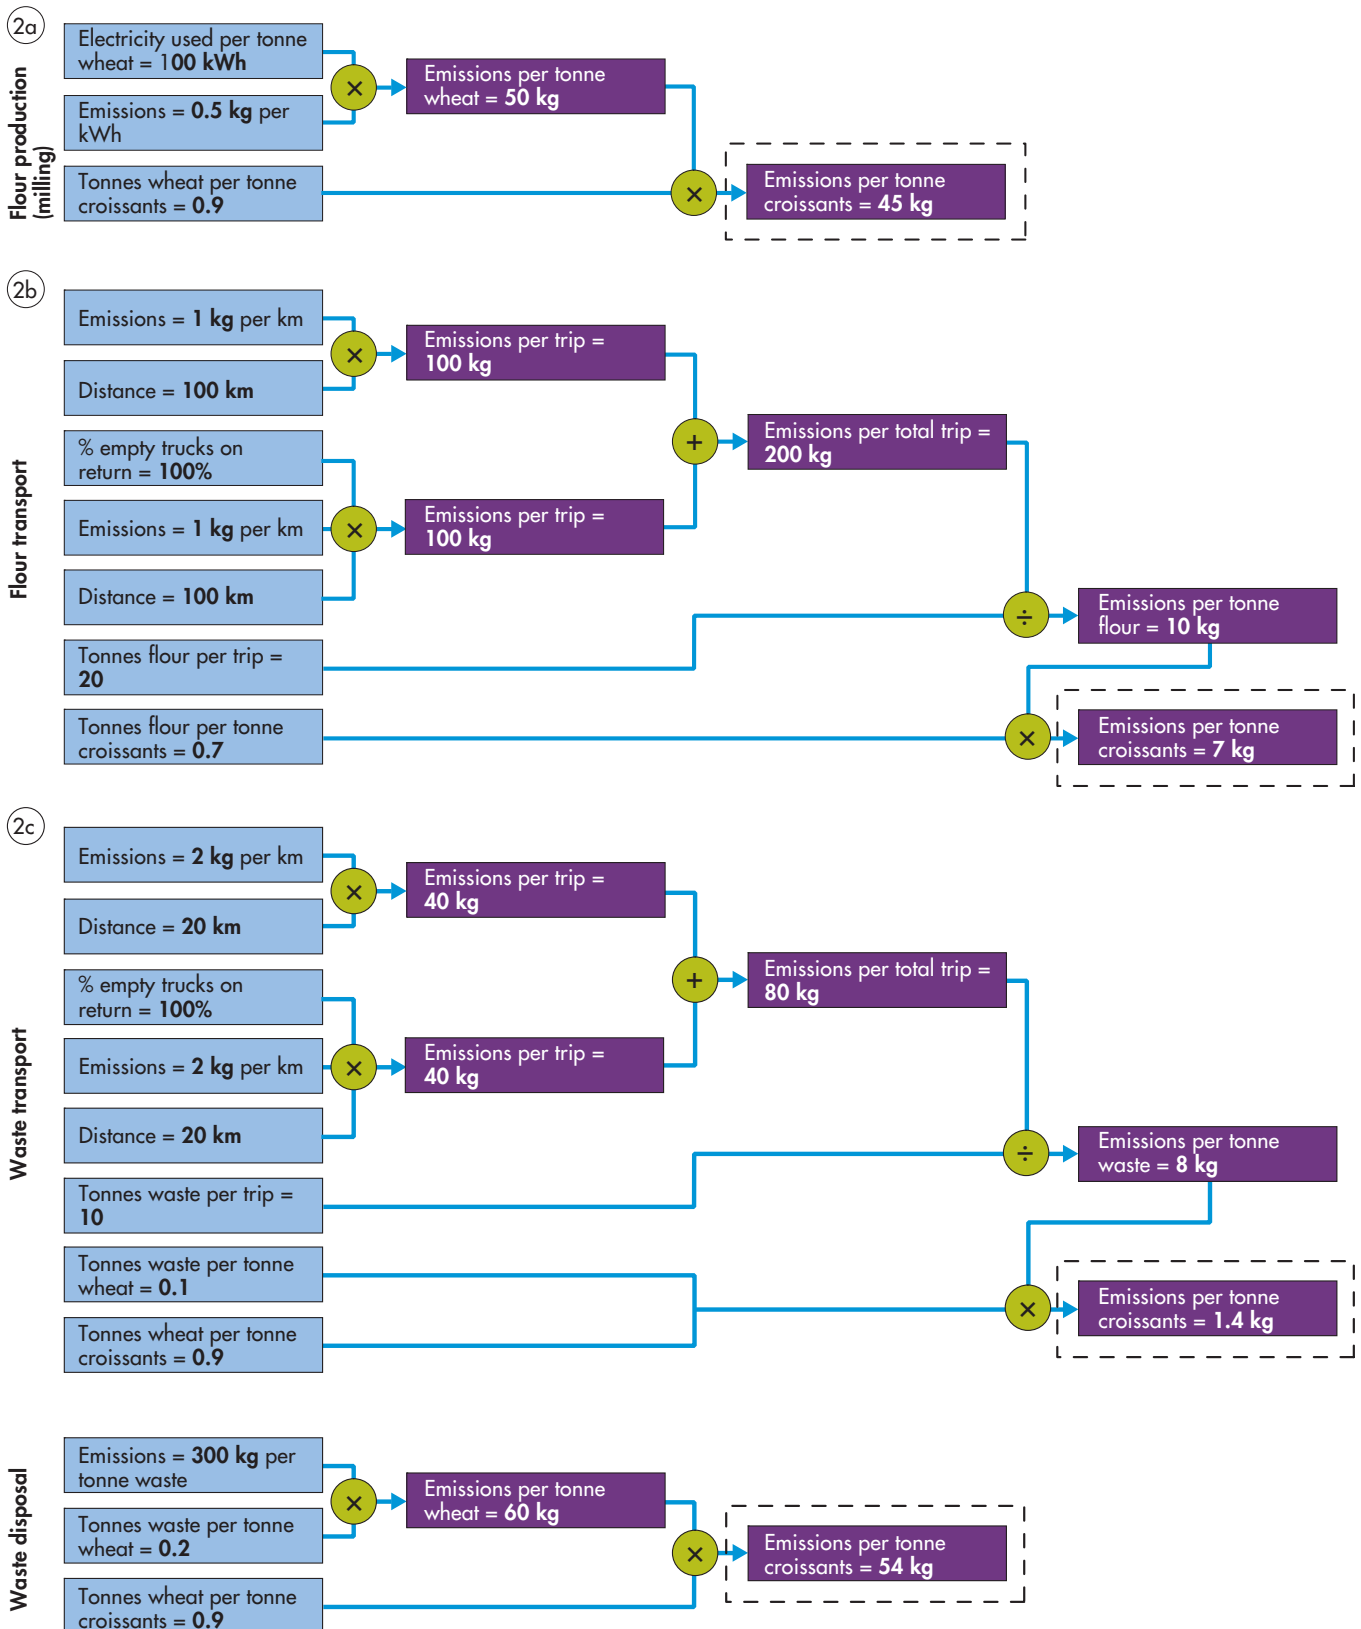 2a
Flour production
(milling)
Electricity used per tonne
wheat = 100 kWh
Emissions = 0.5 kg per
kWh
×
Emissions per tonne
wheat = 50 kg
Tonnes wheat per tonne
croissants = 0.9
×
Emissions per tonne
croissants = 45 kg
2b
Flour transport
Emissions = 1 kg per km
Distance = 100 km
×
Emissions per trip =
100 kg
% empty trucks on
return = 100%
Emissions = 1 kg per km
Distance = 100 km
×
Emissions per trip =
100 kg
+
Emissions per total trip =
200 kg
Tonnes flour per trip =
20
÷
Emissions per tonne
flour = 10 kg
Tonnes flour per tonne
croissants = 0.7
×
Emissions per tonne
croissants = 7 kg
2c
Waste transport
Emissions = 2 kg per km
Distance = 20 km
×
Emissions per trip =
40 kg
% empty trucks on
return = 100%
Emissions = 2 kg per km
Distance = 20 km
×
Emissions per trip =
40 kg
+
Emissions per total trip =
80 kg
Tonnes waste per trip =
10
÷
Emissions per tonne
waste = 8 kg
Tonnes waste per tonne
wheat = 0.1
Tonnes wheat per tonne
croissants = 0.9
×
Emissions per tonne
croissants = 1.4 kg
Waste disposal
Emissions = 300 kg per
tonne waste
Tonnes waste per tonne
wheat = 0.2
×
Emissions per tonne
wheat = 60 kg
Tonnes wheat per tonne
croissants = 0.9
×
Emissions per tonne
croissants = 54 kg